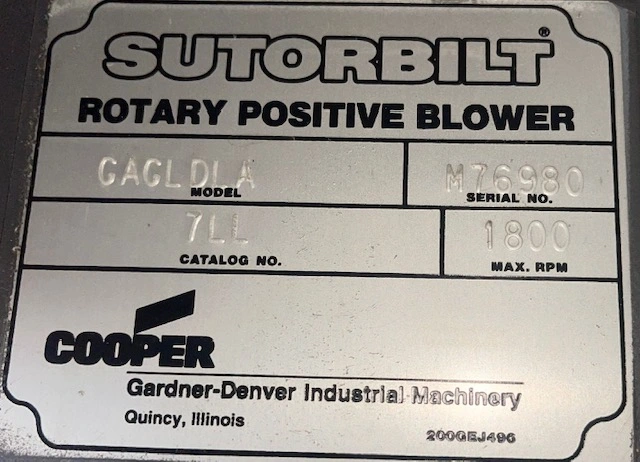 SUTORBILT®
ROTARY POSITIVE BLOWER
GACLDLA M76980
MODEL SERIAL NO.
7LL 1800
CATALOG NO. MAX. RPM
COOPER
Gardner-Denver Industrial Machinery
Quincy, Illinois
200GEJ496